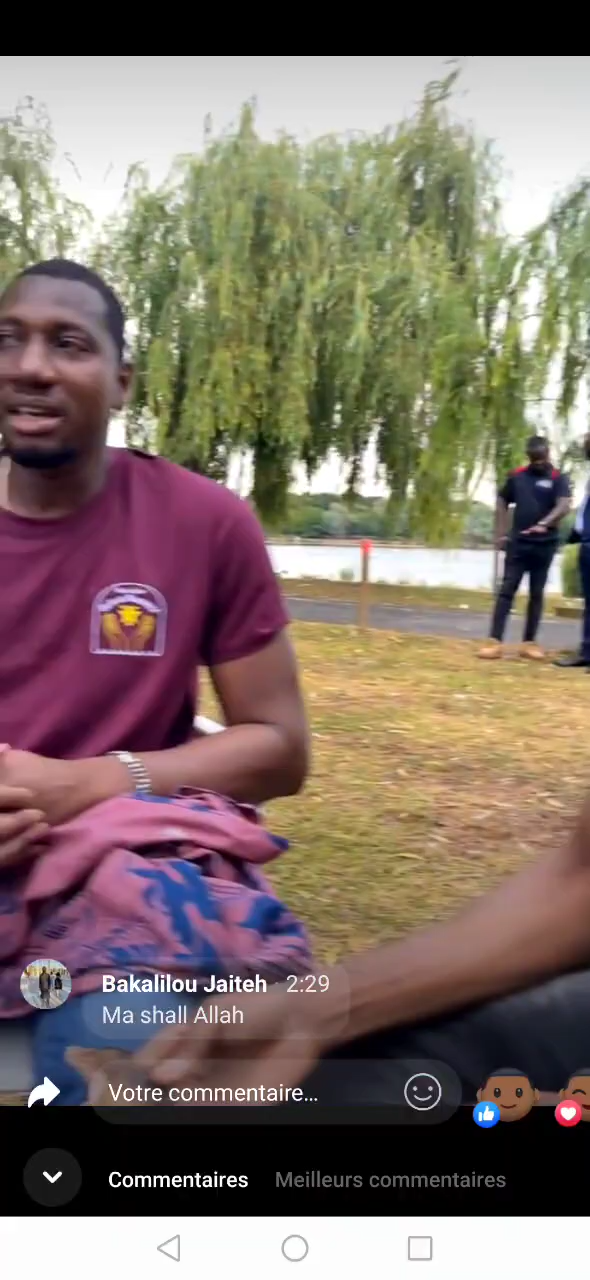 Bakalilou Jaiteh · 2:29
Ma shall Allah
Votre commentaire...
Commentaires
Meilleurs commentaires